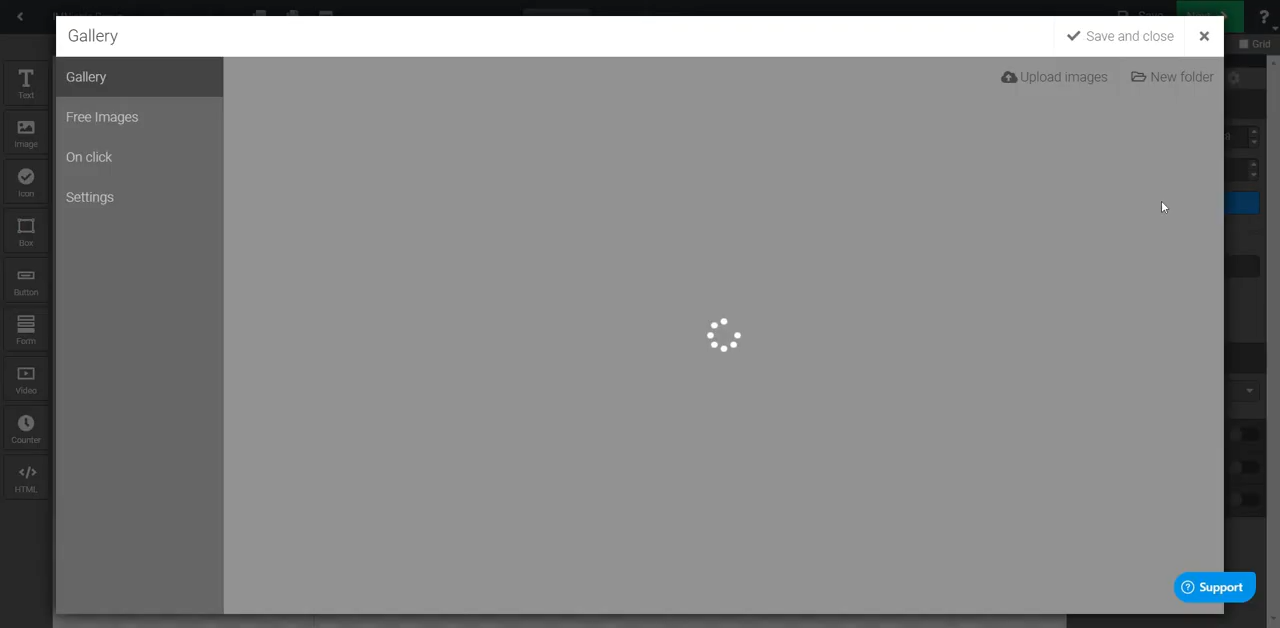 Gallery
Save and close
Gallery
Upload images
New folder
Free Images
On click
Settings
Save
Grid
Text
Image
Icon
Box
Button
Form
Video
Counter
HTML
Support